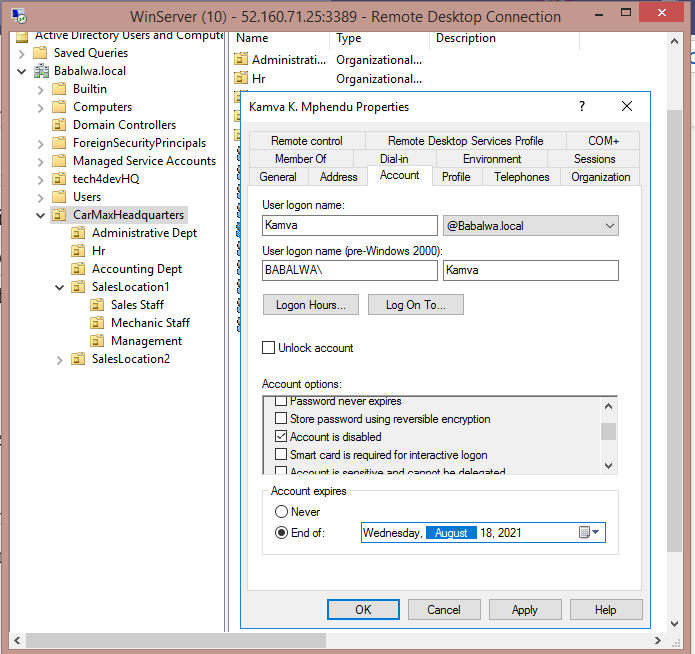 WinServer (10) - 52.160.71.25:3389 - Remote Desktop Connection
Active Directory Users and Compute
Saved Queries
Babalwa.local
Builtin
Computers
Domain Controllers
ForeignSecurityPrincipals
Managed Service Accounts
tech4devHQ
Users
CarMaxHeadquarters
Administrative Dept
Hr
Accounting Dept
SalesLocation1
Sales Staff
Mechanic Staff
Management
SalesLocation2
Name Type Description
Administrati... Organizational...
Hr Organizational...
Kamva K. Mphendu Properties ?
Remote control Remote Desktop Services Profile COM+
Member Of Dial-in Environment Sessions
General Address Account Profile Telephones Organization
User logon name:
Kamva @Babalwa.local
User logon name (pre-Windows 2000):
BABALWA\ Kamva
Logon Hours... Log On To...
Unlock account
Account options:
Password never expires
Store password using reversible encryption
Account is disabled
Smart card is required for interactive logon
Account is sensitive and cannot be delegated
Account expires
Never
End of: Wednesday, August 18, 2021
OK Cancel Apply Help